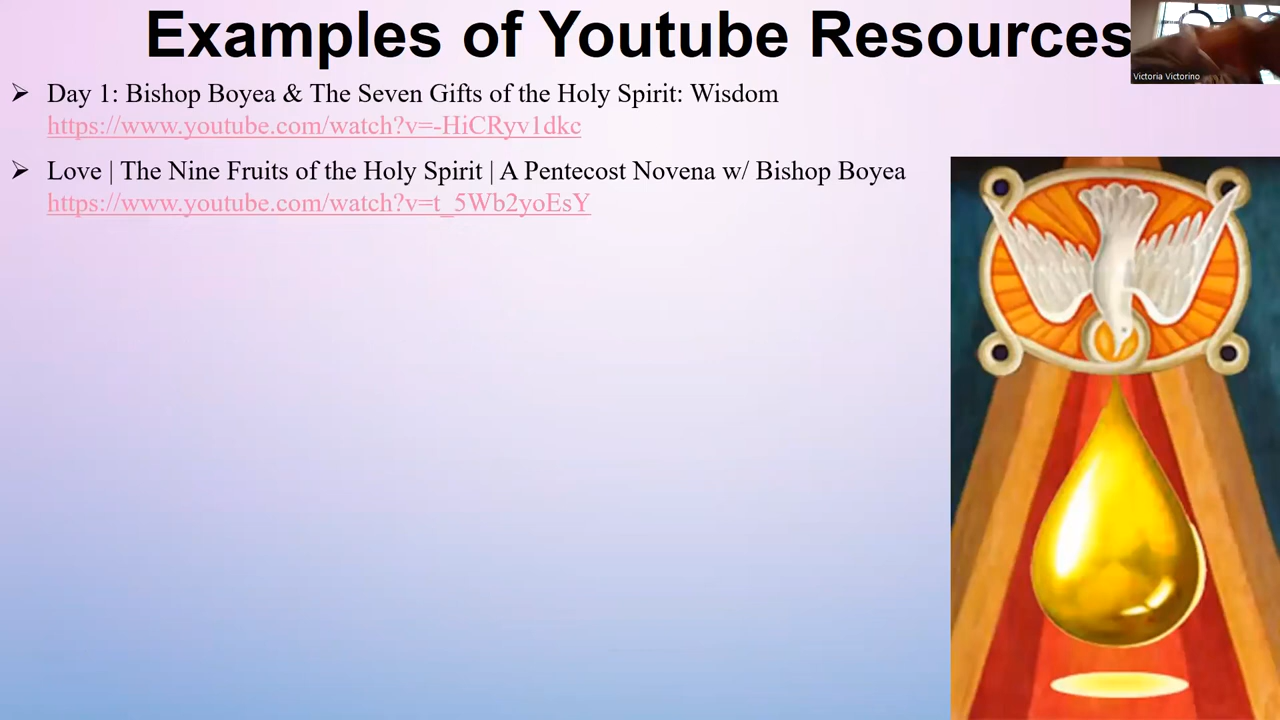 Examples of Youtube Resources
Victoria Victorino
➢ Day 1: Bishop Boyea & The Seven Gifts of the Holy Spirit: Wisdom
https://www.youtube.com/watch?v=-HiCRyv1dkc
➢ Love | The Nine Fruits of the Holy Spirit | A Pentecost Novena w/ Bishop Boyea
https://www.youtube.com/watch?v=t_5Wb2yoEsY